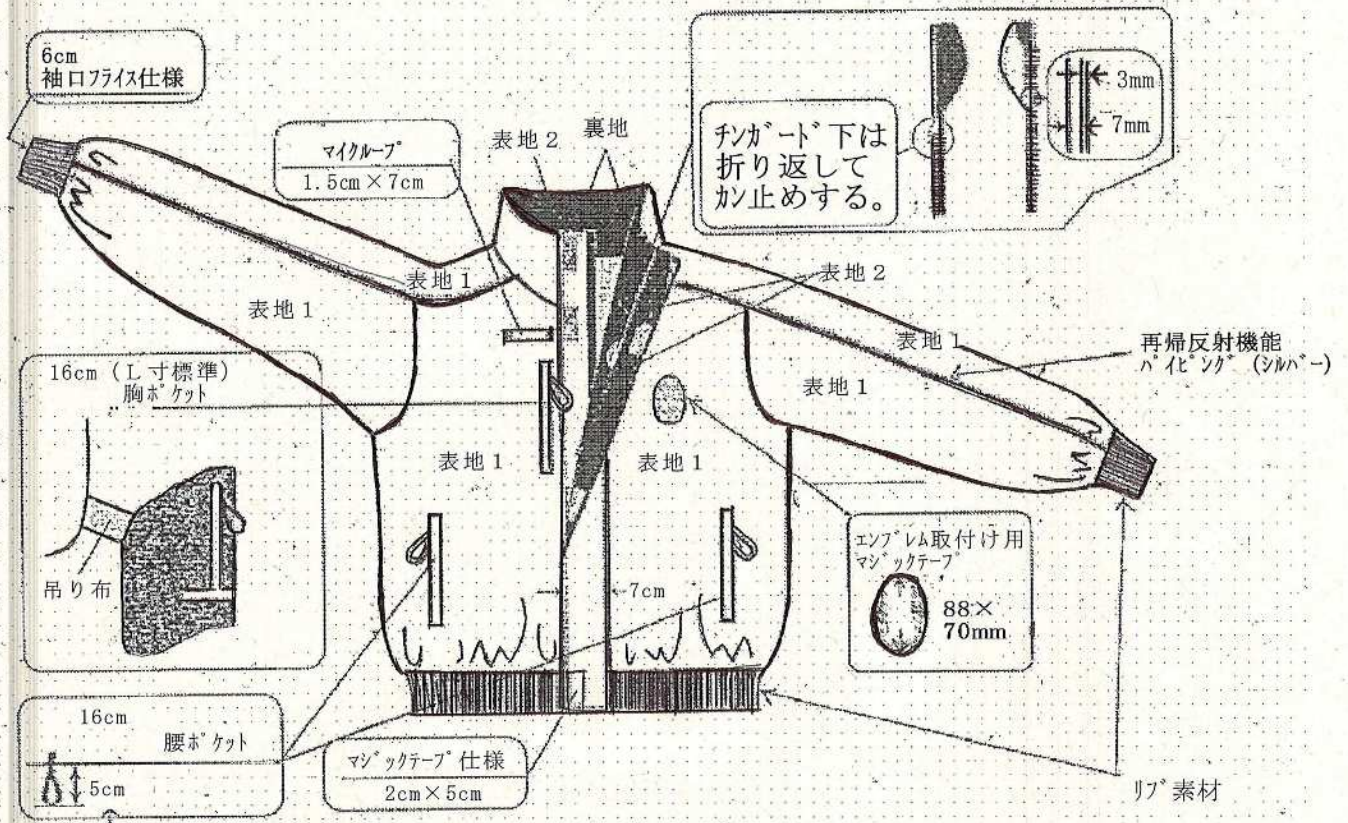 6cm
袖口フライス仕様
マイクループ
1.5cm×7cm
表地2
裏地
チンガード下は
折り返して
カン止めする。
3mm
7mm
表地1
表地1
表地2
表地1
表地1
再帰反射機能
パイピング (シルバー)
16cm (L寸標準)
胸ポケット
吊り布
表地1
表地1
7cm
エンブレム取付け用
マジックテープ
88×
70mm
16cm
腰ポケット
5cm
マジックテープ仕様
2cm×5cm
リブ素材